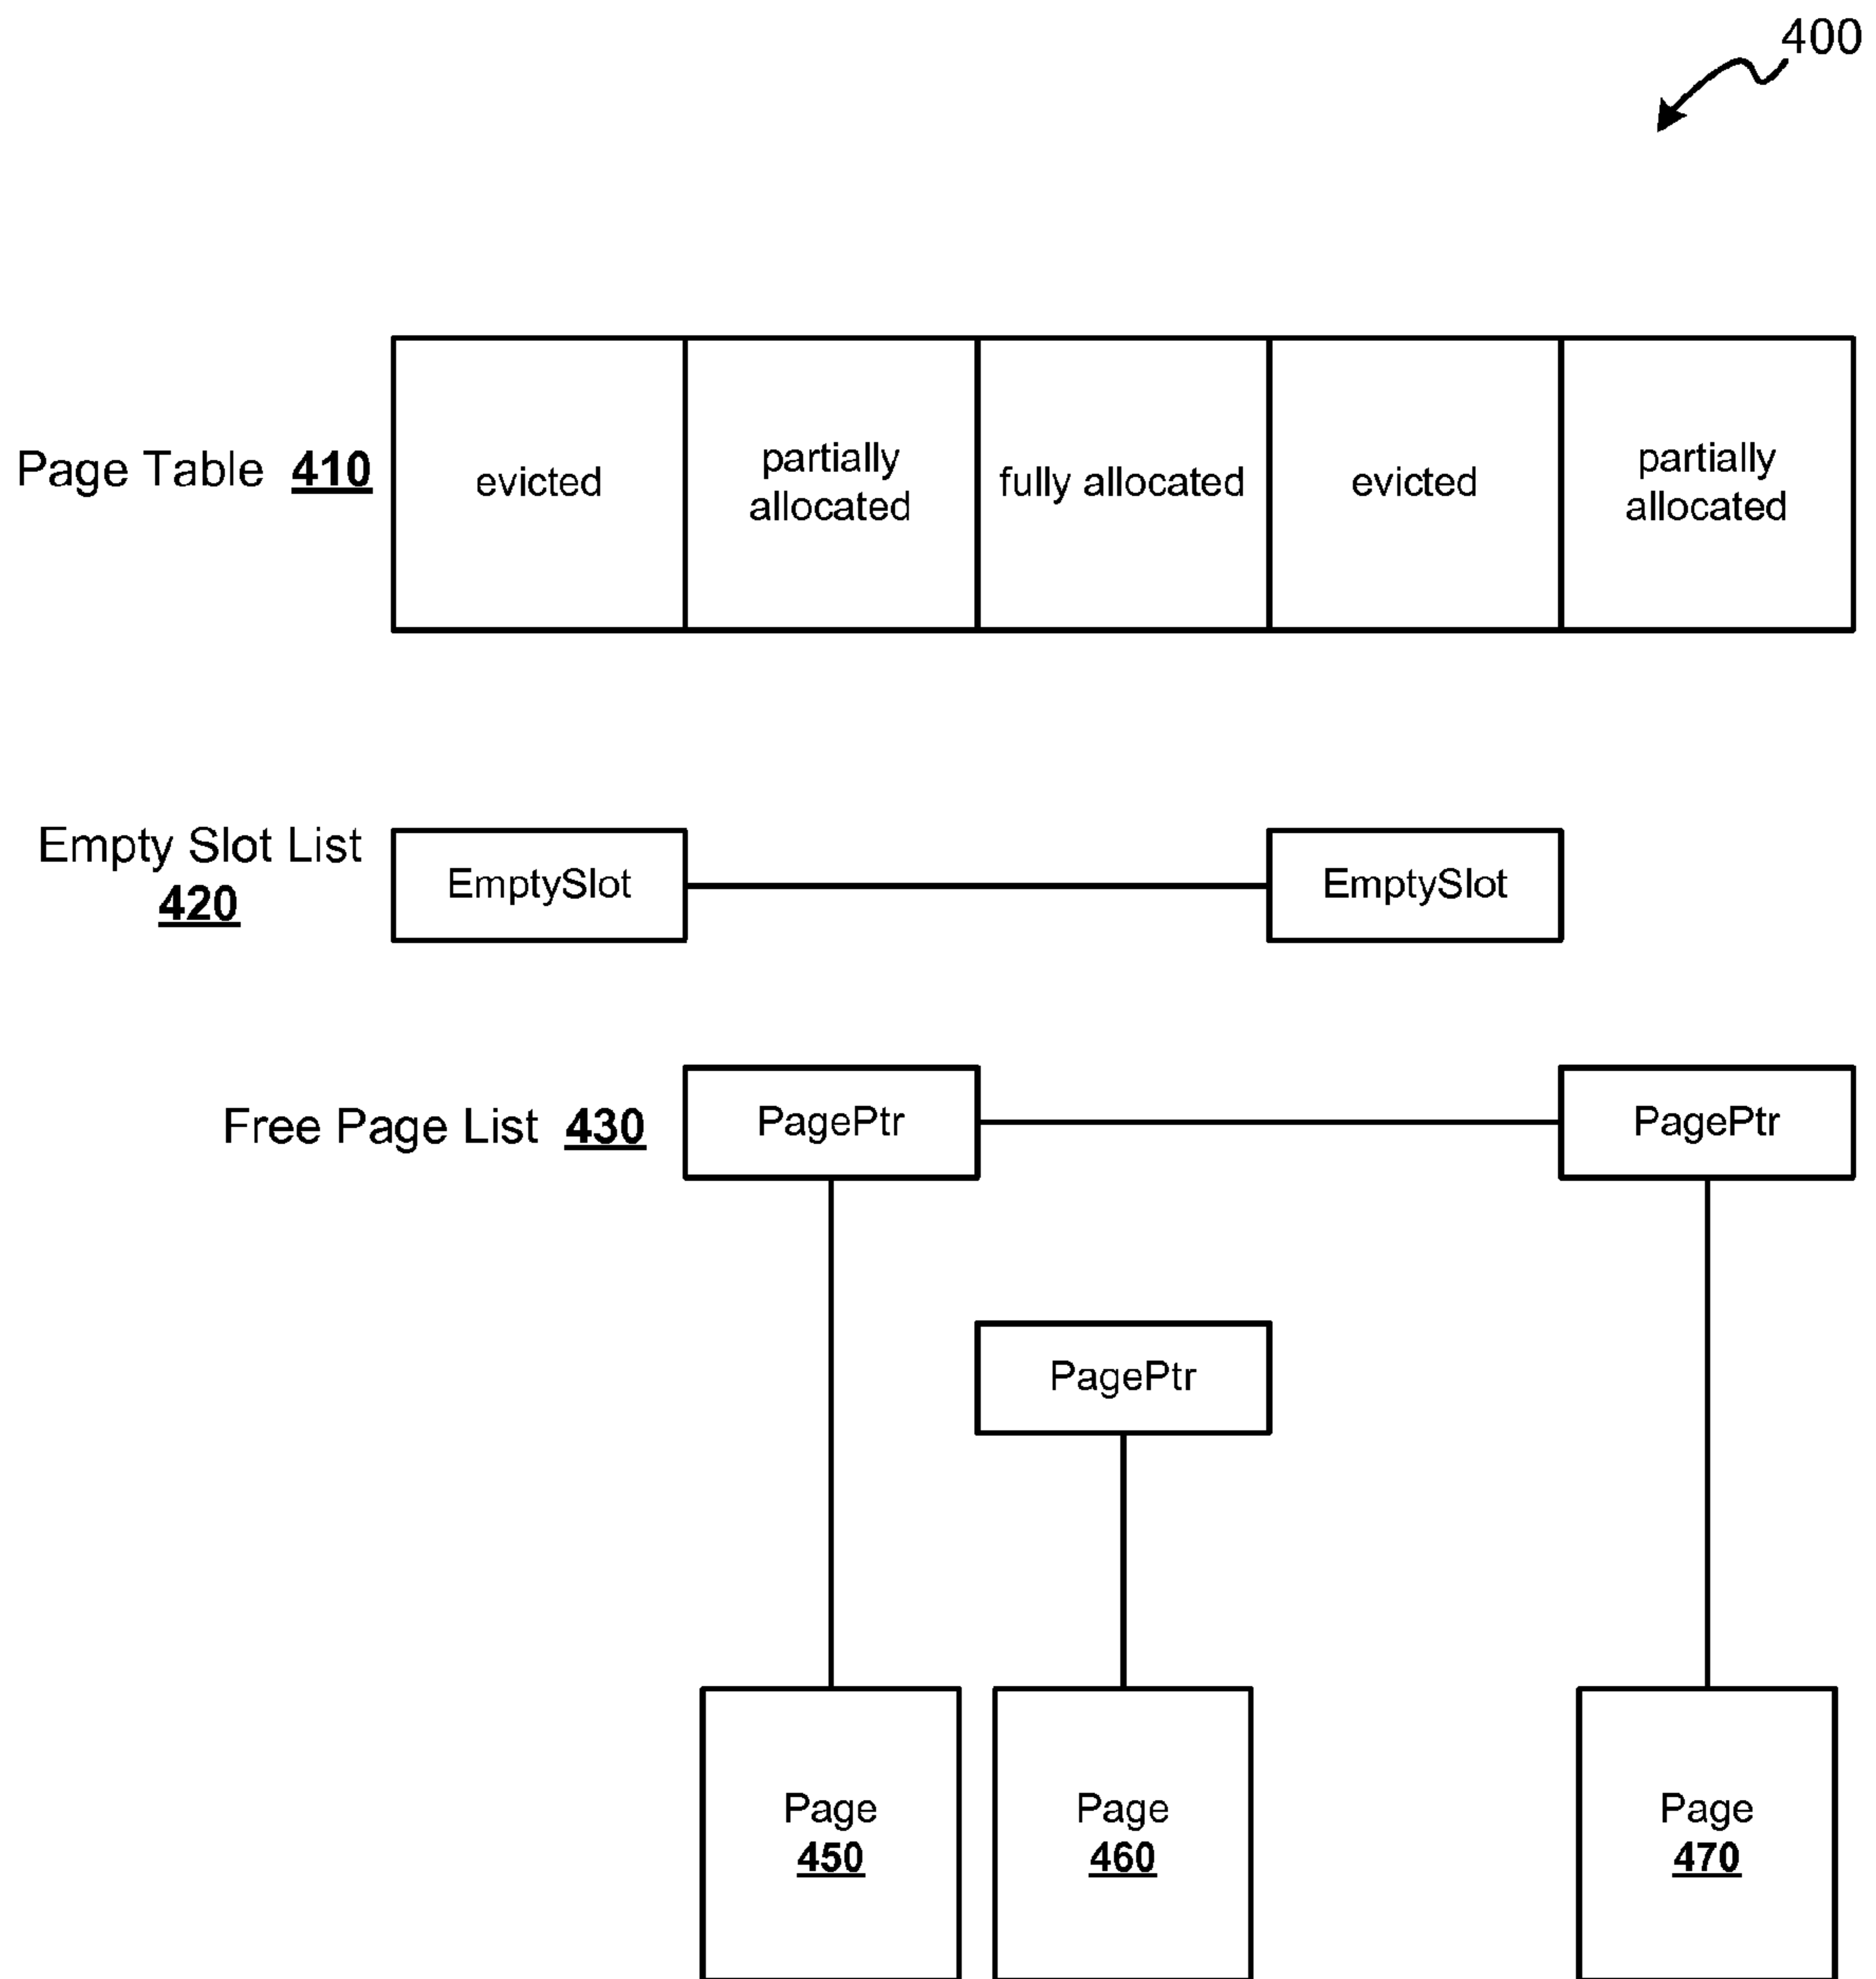 400
Page Table 410
evicted
partially
allocated
fully allocated
evicted
partially
allocated
Empty Slot List
420
EmptySlot
EmptySlot
Free Page List 430
PagePtr
PagePtr
PagePtr
Page
450
Page
460
Page
470